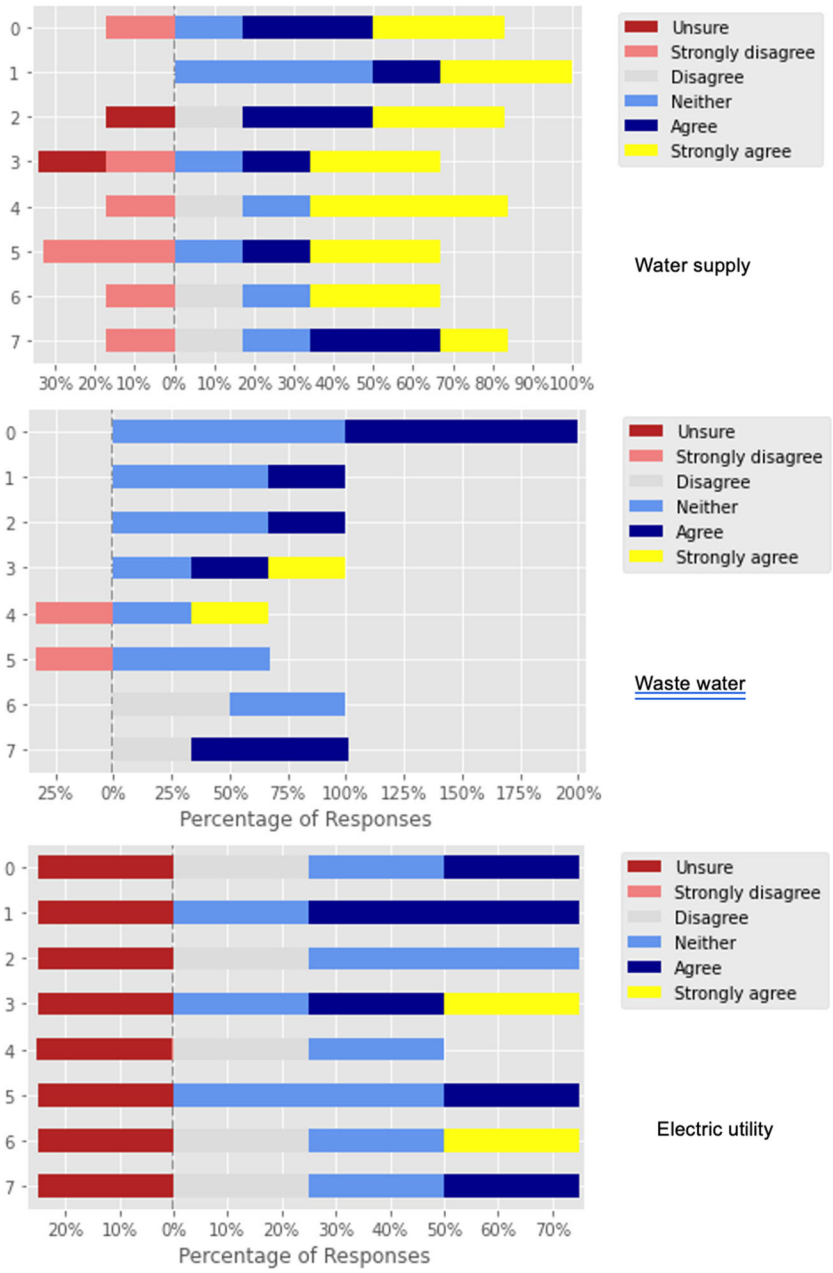 0
1
2
3
4
5
6
7
30% 20% 10% 0% 10% 20% 30% 40% 50% 60% 70% 80% 90% 100%
Unsure
Strongly disagree
Disagree
Neither
Agree
Strongly agree
Water supply
0
1
2
3
4
5
6
7
25% 0% 25% 50% 75% 100% 125% 150% 175% 200%
Percentage of Responses
Unsure
Strongly disagree
Disagree
Neither
Agree
Strongly agree
Waste water
0
1
2
3
4
5
6
7
20% 10% 0% 10% 20% 30% 40% 50% 60% 70%
Percentage of Responses
Unsure
Strongly disagree
Disagree
Neither
Agree
Strongly agree
Electric utility